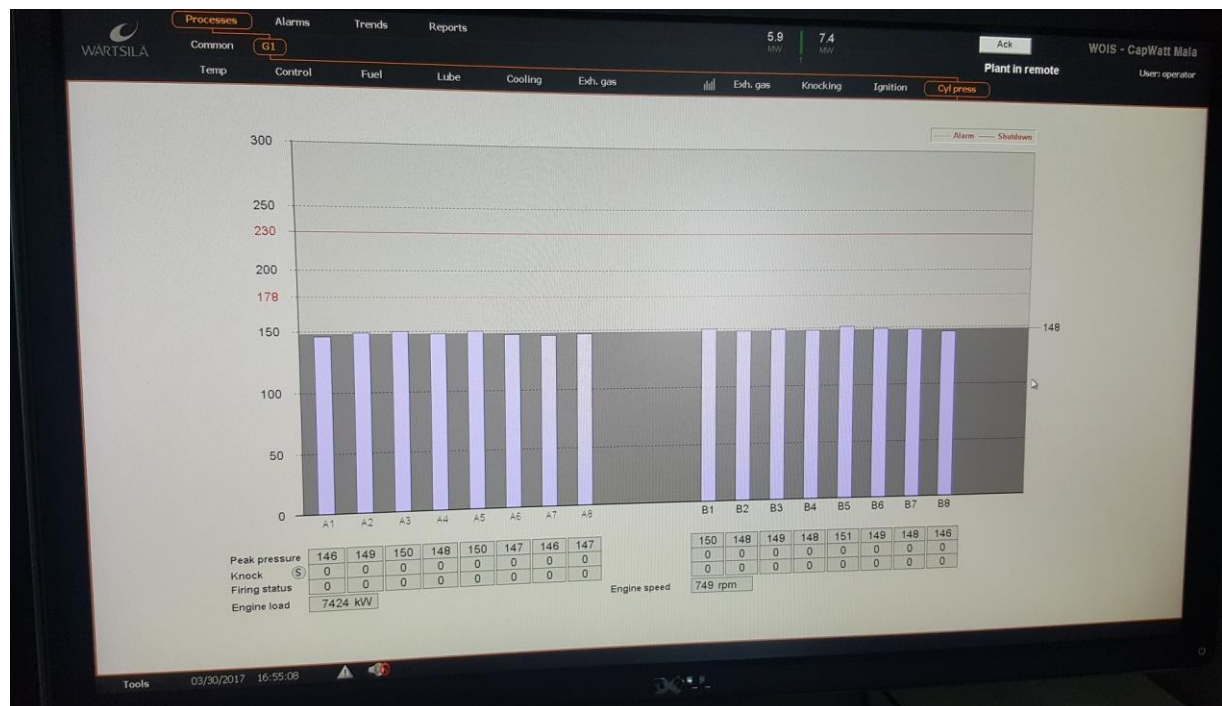 WÄRTSILÄ
Processes Alarms Trends Reports
Common G1
5.9 MW 7.4 MW
1
Ack
WOIS - CapWatt Maia
Temp Control Fuel Lube Cooling Exh. gas Exh. gas Knocking Ignition Cyl press
Plant in remote
User: operator
Alarm Shutdown
300
250
230
200
178
150
148
100
50
0
A1 A2 A3 A4 A5 A6 A7 A8 B1 B2 B3 B4 B5 B6 B7 B8
Peak pressure 146 149 150 148 150 147 146 147 150 148 149 148 151 149 148 146
Knock S 0 0 0 0 0 0 0 0 0 0 0 0 0 0 0 0
Firing status 0 0 0 0 0 0 0 0 0 0 0 0 0 0 0 0
Engine load 7424 kW Engine speed 749 rpm
Tools 03/30/2017 16:55:08
DELL